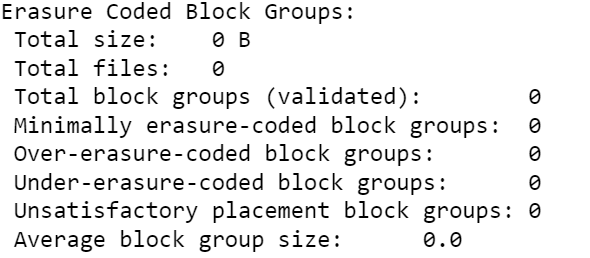 Erasure Coded Block Groups:
Total size:    0 B
Total files:   0
Total block groups (validated):        0
Minimally erasure-coded block groups:  0
Over-erasure-coded block groups:       0
Under-erasure-coded block groups:      0
Unsatisfactory placement block groups: 0
Average block group size:      0.0